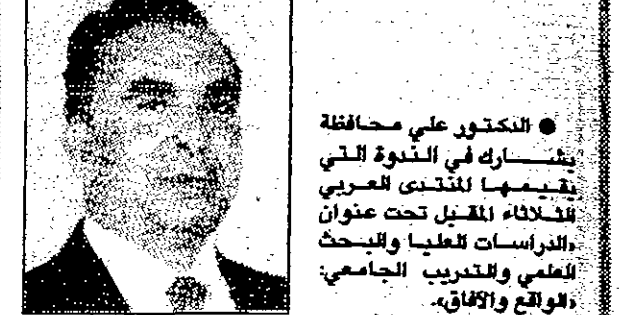 ● الدكتور علي محافظة
يشــــارك في الندوة التي
يقيمها المنتدى العربي
الثلاثاء المقبل تحت عنوان
«الدراسات العليا والبحث
العلمي والتدريب الجامعي:
«الواقع والآفاق».